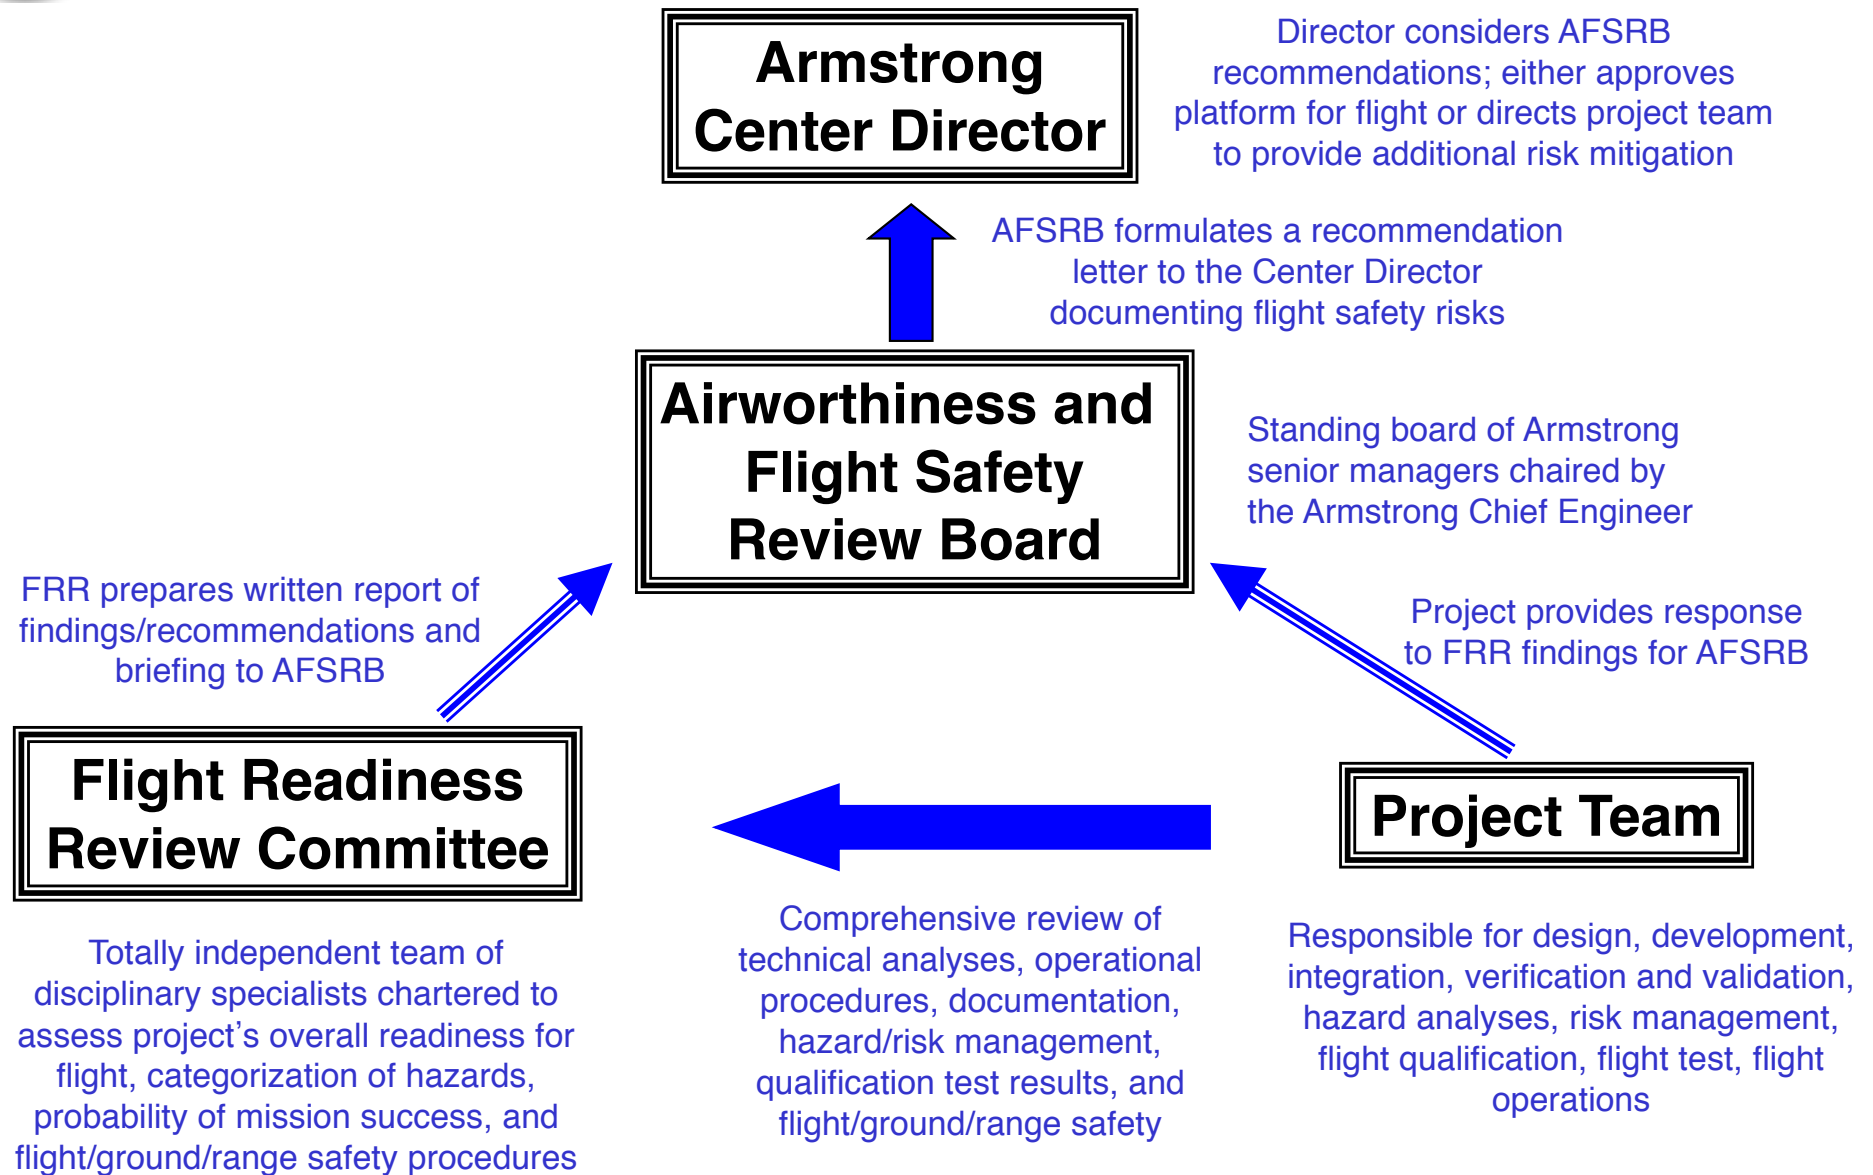 Armstrong
Center Director
Director considers AFSRB
recommendations; either approves
platform for flight or directs project team
to provide additional risk mitigation
AFSRB formulates a recommendation
letter to the Center Director
documenting flight safety risks
Airworthiness and
Flight Safety
Review Board
Standing board of Armstrong
senior managers chaired by
the Armstrong Chief Engineer
FRR prepares written report of
findings/recommendations and
briefing to AFSRB
Project provides response
to FRR findings for AFSRB
Flight Readiness
Review Committee
Project Team
Totally independent team of
disciplinary specialists chartered to
assess project’s overall readiness for
flight, categorization of hazards,
probability of mission success, and
flight/ground/range safety procedures
Comprehensive review of
technical analyses, operational
procedures, documentation,
hazard/risk management,
qualification test results, and
flight/ground/range safety
Responsible for design, development,
integration, verification and validation,
hazard analyses, risk management,
flight qualification, flight test, flight
operations